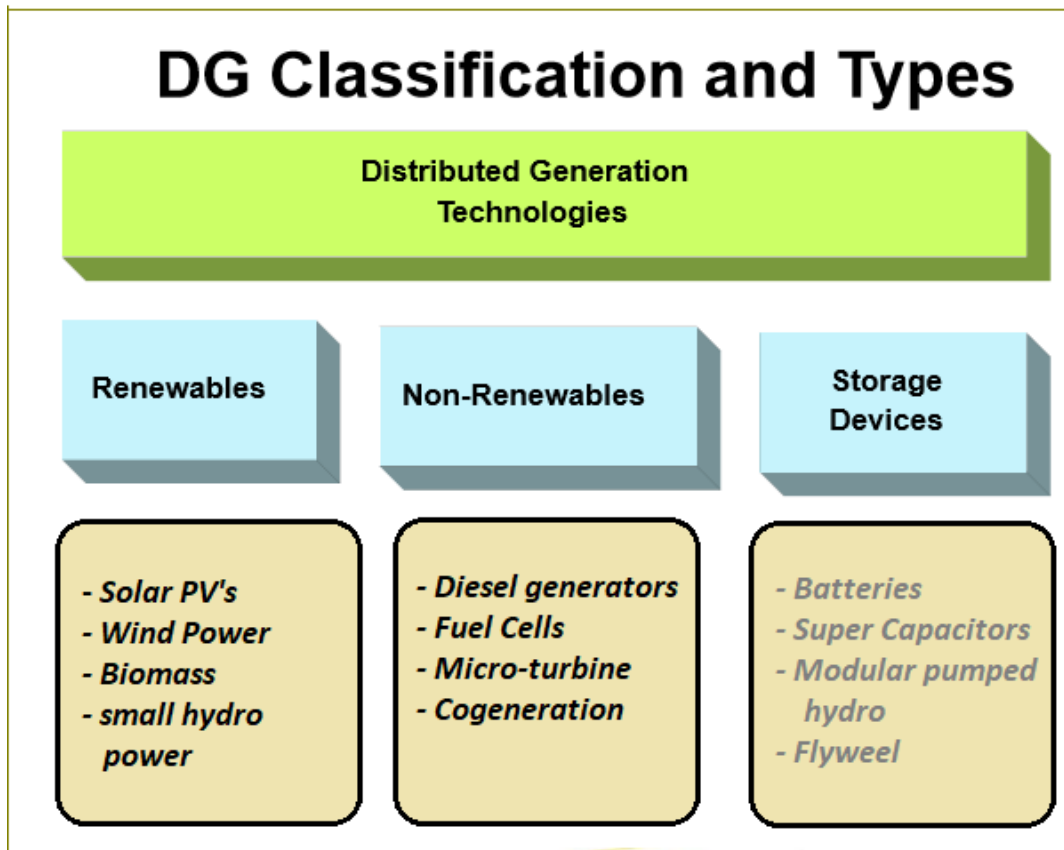 DG Classification and Types
Distributed Generation
Technologies
Renewables
Non-Renewables
Storage
Devices
- Solar PV's
- Wind Power
- Biomass
- small hydro
power
- Diesel generators
- Fuel Cells
- Micro-turbine
- Cogeneration
- Batteries
- Super Capacitors
- Modular pumped
hydro
- Flyweel